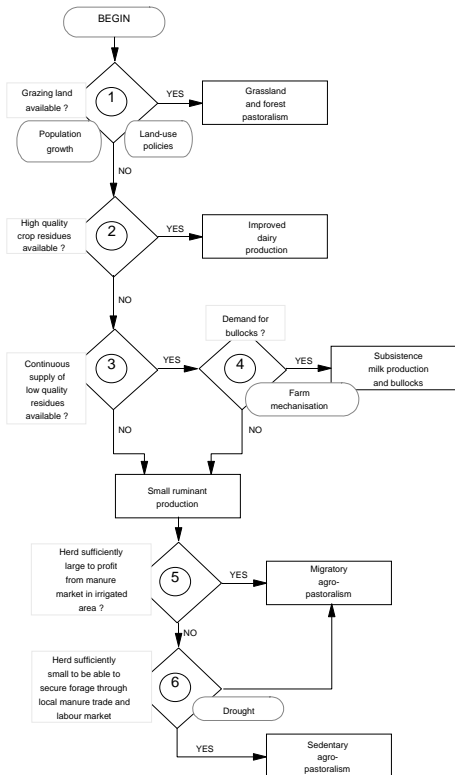 BEGIN
Grazing land
available ?
1
YES
Grassland
and forest
pastoralism
Population
growth
Land-use
policies
NO
High quality
crop residues
available ?
2
YES
Improved
dairy
production
NO
Demand for
bullocks ?
Continuous
supply of
low quality
residues
available ?
3
YES
4
YES
Subsistence
milk production
and bullocks
Farm
mechanisation
NO
NO
Small ruminant
production
Herd sufficiently
large to profit
from manure
market in irrigated
area ?
5
YES
Migratory
agro-
pastoralism
NO
Herd sufficiently
small to be able to
secure forage through
local manure trade and
labour market
6
Drought
YES
Sedentary
agro-
pastoralism